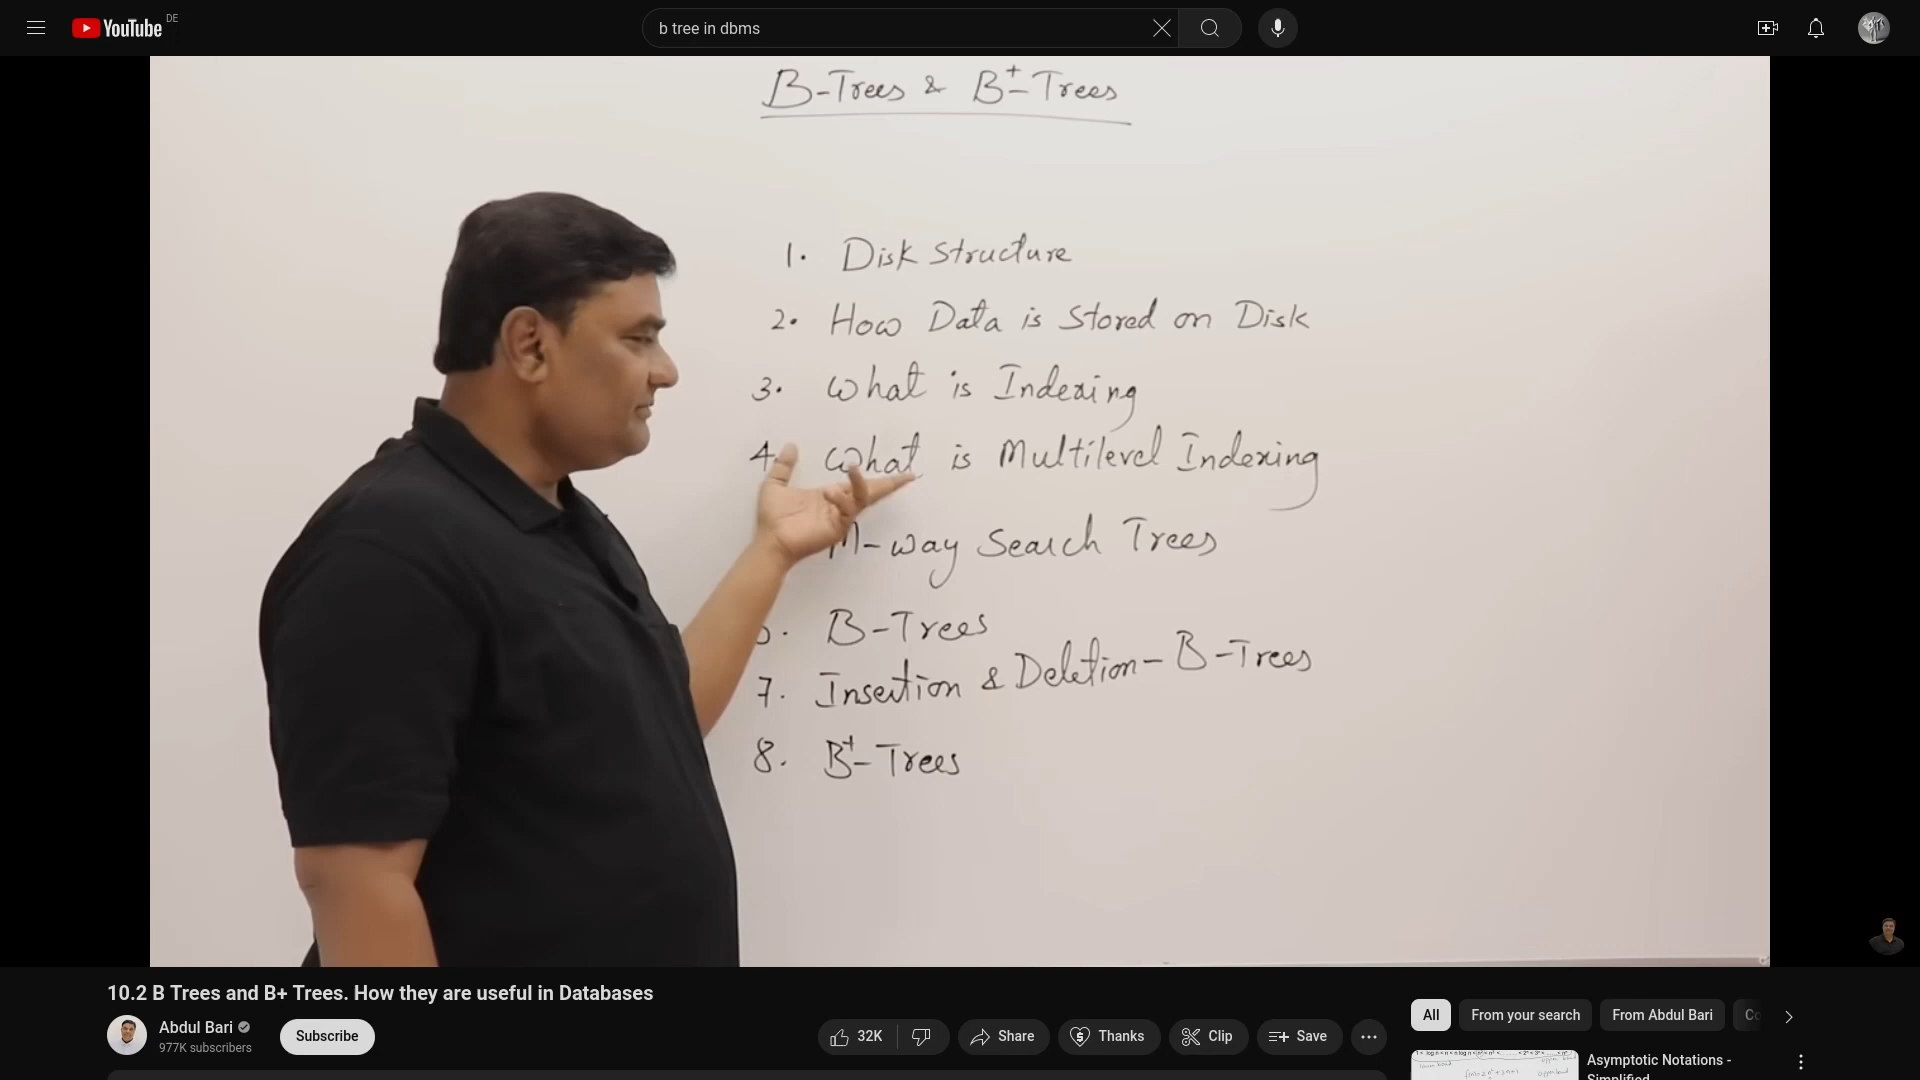 YouTube DE
b tree in dbms
B-Trees & B+-Trees
1. Disk Structure
2. How Data is Stored on Disk
3. What is Indexing
4. What is Multilevel Indexing
M-way Search Trees
B-Trees
7. Insertion & Deletion - B-Trees
8. B+-Trees
10.2 B Trees and B+ Trees. How they are useful in Databases
Abdul Bari
977K subscribers
Subscribe
32K
Share
Thanks
Clip
Save
All
From your search
From Abdul Bari
Asymptotic Notations -
Simplified